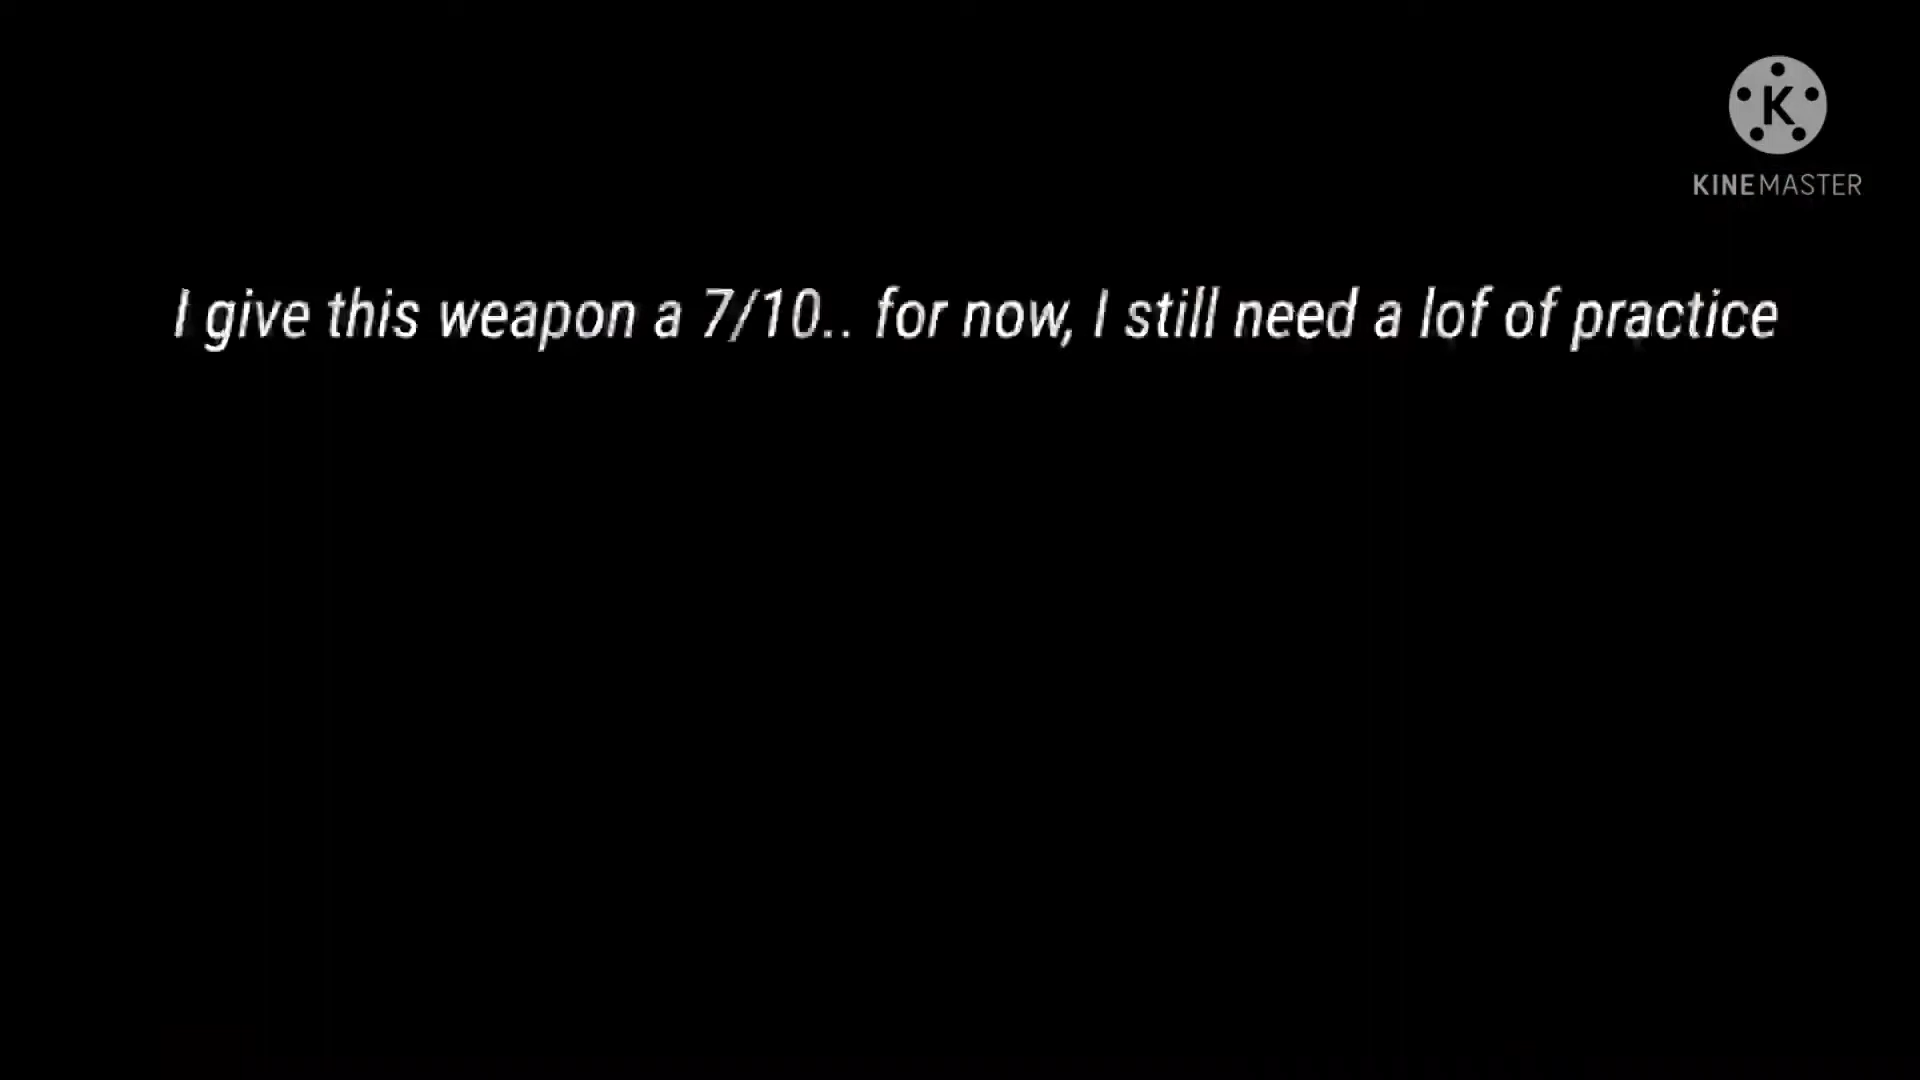 K
KINEMASTER
I give this weapon a 7/10.. for now, I still need a lof of practice